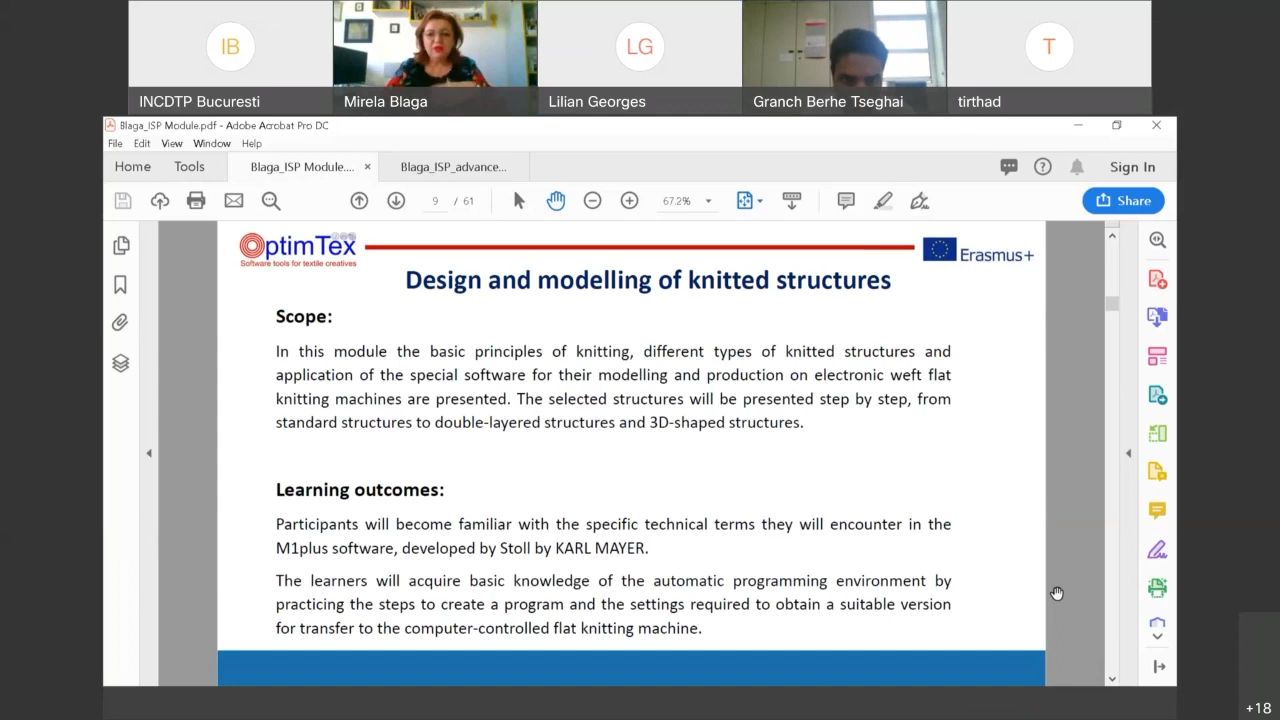 IB
LG
T
INCDTP Bucuresti
Mirela Blaga
Lilian Georges
Granch Berhe Tseghai
tirthad
Blaga_ISP Module.pdf - Adobe Acrobat Pro DC
File Edit View Window Help
Home Tools Blaga_ISP Module.... × Blaga_ISP_advance... Sign In
9 / 61 67.2% Share
OptimTex
Software tools for textile creatives
Erasmus+
Design and modelling of knitted structures
Scope:
In this module the basic principles of knitting, different types of knitted structures and
application of the special software for their modelling and production on electronic weft flat
knitting machines are presented. The selected structures will be presented step by step, from
standard structures to double-layered structures and 3D-shaped structures.
Learning outcomes:
Participants will become familiar with the specific technical terms they will encounter in the
M1plus software, developed by Stoll by KARL MAYER.
The learners will acquire basic knowledge of the automatic programming environment by
practicing the steps to create a program and the settings required to obtain a suitable version
for transfer to the computer-controlled flat knitting machine.
+18